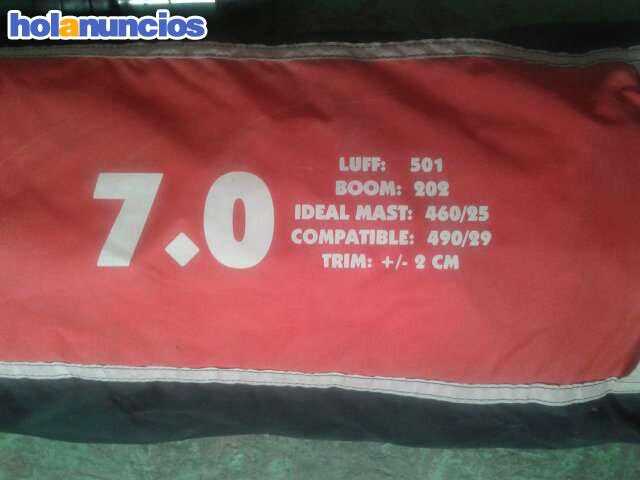 holanuncios
7.0
LUFF: 501
BOOM: 202
IDEAL MAST: 460/25
COMPATIBLE: 490/29
TRIM: +/- 2 CM